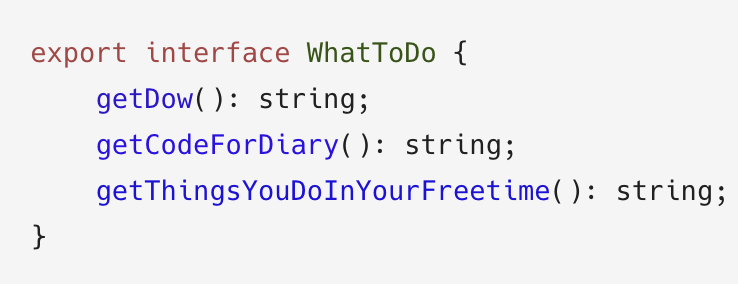 export interface WhatToDo {
    getDow(): string;
    getCodeForDiary(): string;
    getThingsYouDoInYourFreetime(): string;
}